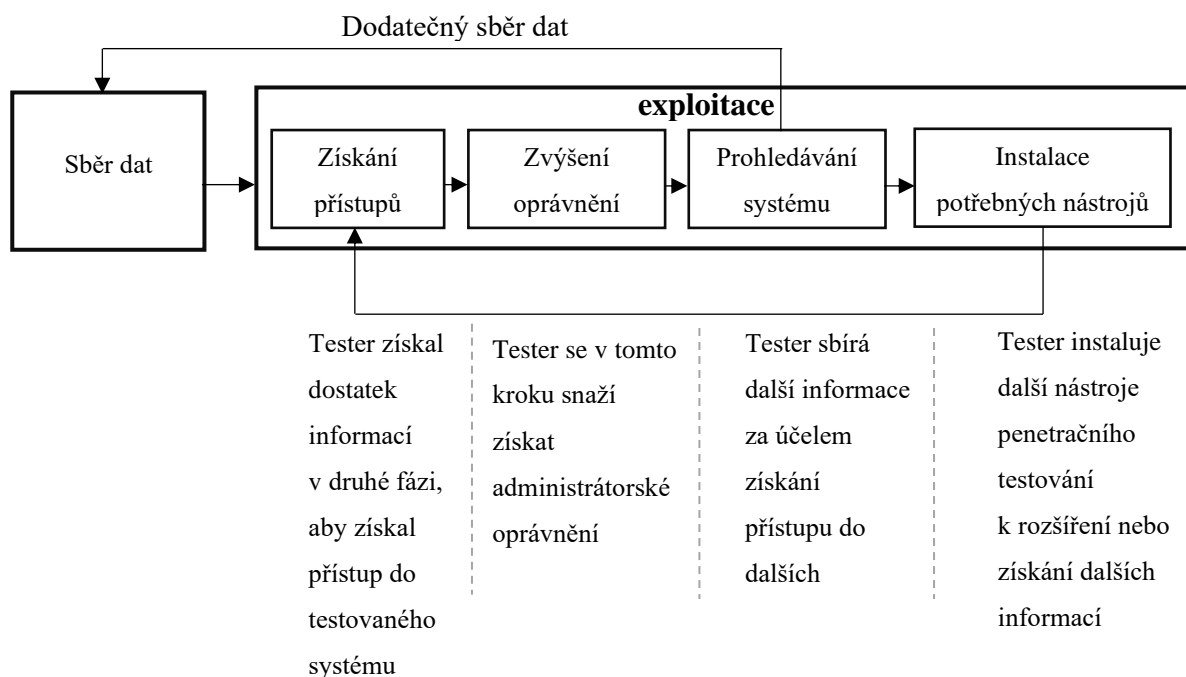 Dodatečný sběr dat
exploitace
Sběr dat
Získání
přístupů
Zvýšení
oprávnění
Prohledávání
systému
Instalace
potřebných nástrojů
Tester získal
dostatek
informací
v druhé fázi,
aby získal
přístup do
testovaného
systému
Tester se v tomto
kroku snaží
získat
administrátorské
oprávnění
Tester sbírá
další informace
za účelem
získání
přístupu do
dalších
Tester instaluje
další nástroje
penetračního
testování
k rozšíření nebo
získání dalších
informací